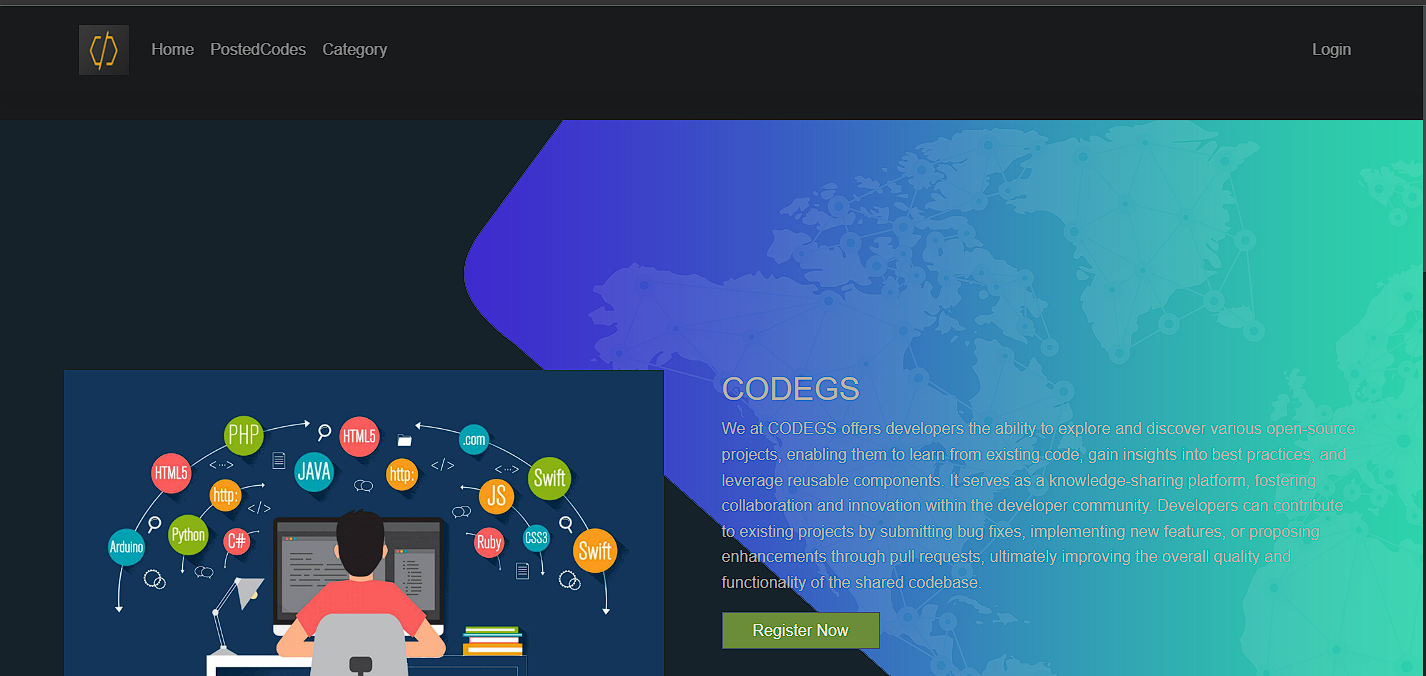 Home PostedCodes Category Login
PHP
HTML5
.com
HTML5
JAVA
http:
Swift
http:
JS
Arduino
Python
C#
Ruby
CSS3
Swift
CODEGS
We at CODEGS offers developers the ability to explore and discover various open-source
projects, enabling them to learn from existing code, gain insights into best practices, and
leverage reusable components. It serves as a knowledge-sharing platform, fostering
collaboration and innovation within the developer community. Developers can contribute
to existing projects by submitting bug fixes, implementing new features, or proposing
enhancements through pull requests, ultimately improving the overall quality and
functionality of the shared codebase.
Register Now